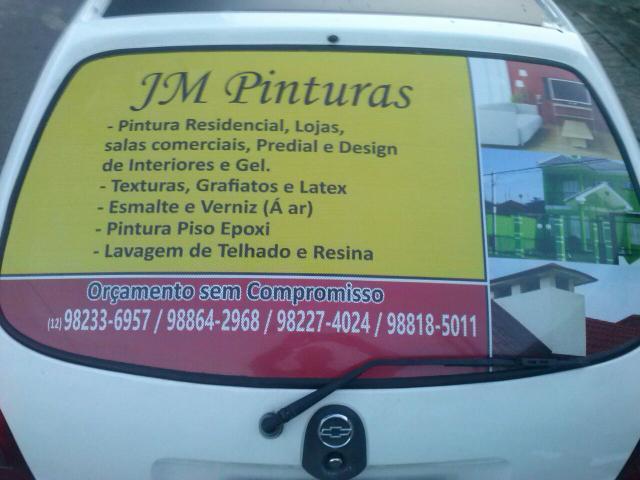 JM Pinturas
- Pintura Residencial, Lojas,
salas comerciais, Predial e Design
de Interiores e Gel.
- Texturas, Grafiatos e Latex
- Esmalte e Verniz (Á ar)
- Pintura Piso Epoxi
- Lavagem de Telhado e Resina
Orçamento sem Compromisso
(12) 98233-6957 / 98864-2968 / 98227-4024 / 98818-5011